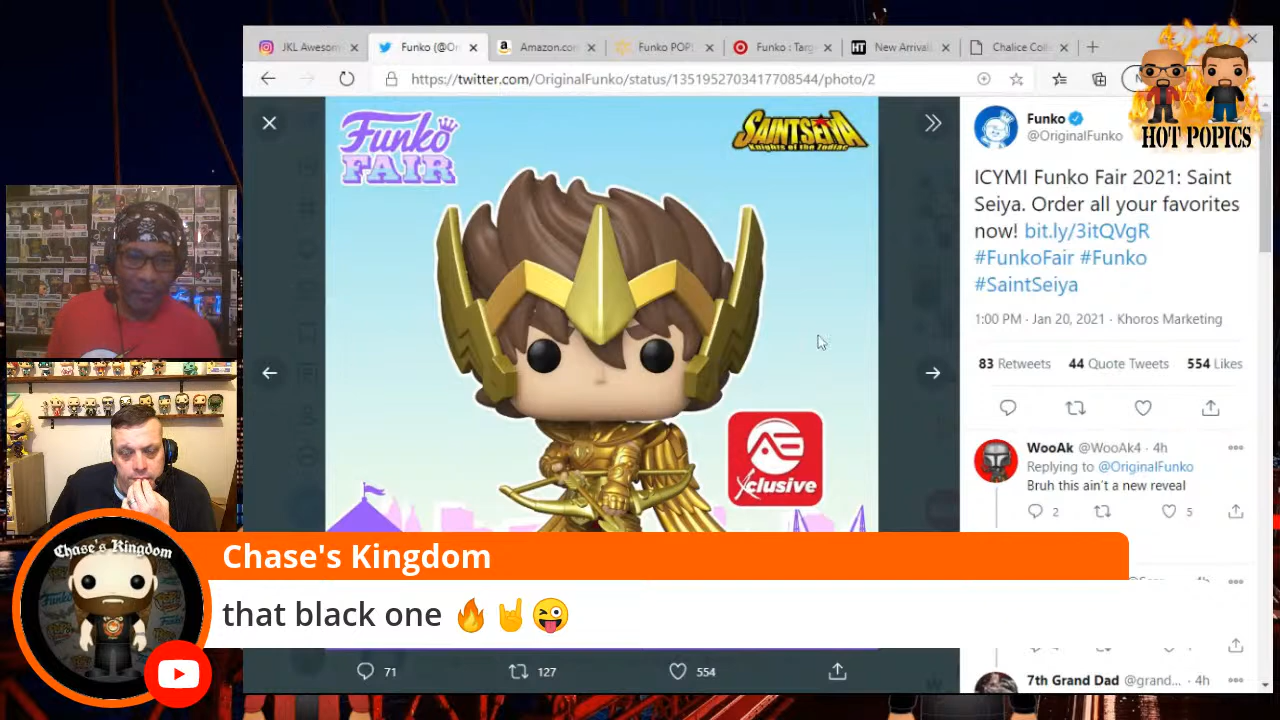 JKL Awesom
Funko (@Or
Amazon.co
Funko POP!
Funko : Targ
New Arrival
Chalice Col
https://twitter.com/OriginalFunko/status/1351952703417708544/photo/2
HOT POPICS
Funko
FAIR
SAINT SEIYA
Knights of the Zodiac
AE
Xclusive
Funko
@OriginalFunko
ICYMI Funko Fair 2021: Saint
Seiya. Order all your favorites
now! bit.ly/3itQVgR
#FunkoFair #Funko
#SaintSeiya
1:00 PM · Jan 20, 2021 · Khoros Marketing
83 Retweets 44 Quote Tweets 554 Likes
WooAk @WooAk4 · 4h
Replying to @OriginalFunko
Bruh this ain't a new reveal
2 5
7th Grand Dad @grand... · 4h
71 127 554
Chase's Kingdom
Chase's Kingdom
that black one 🔥🤘😜